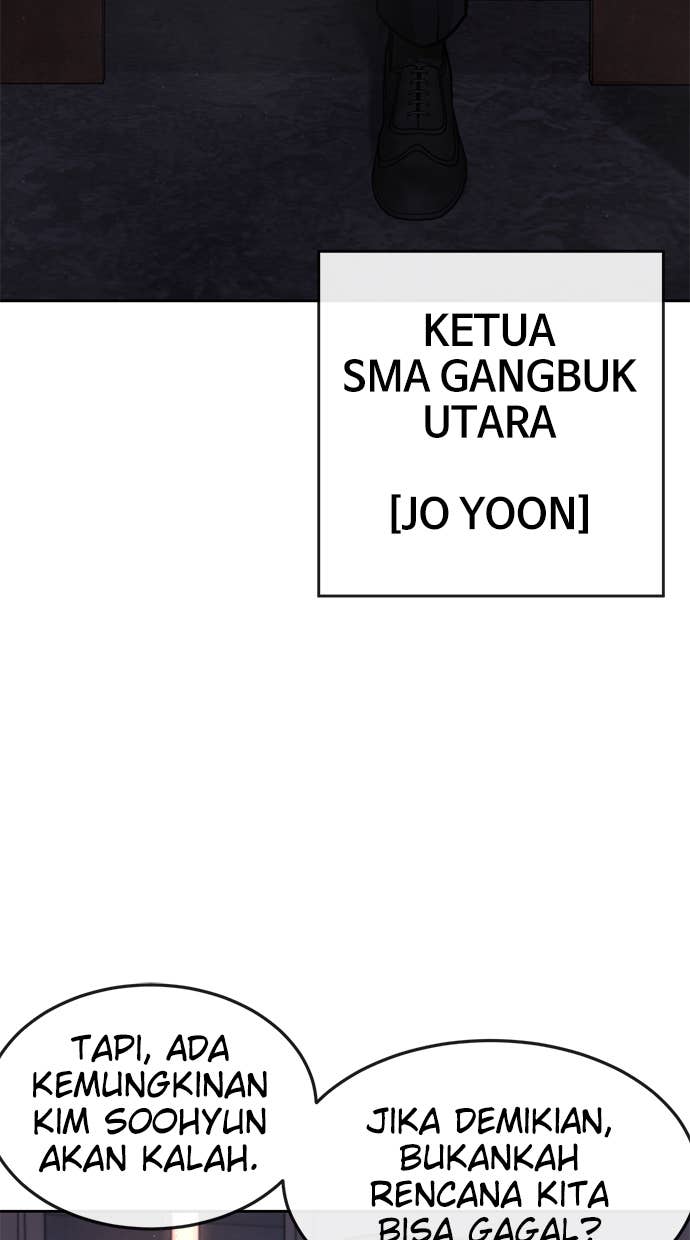 KETUA
SMA GANGBUK
UTARA
[JO YOON]
TAPI, ADA
KEMUNGKINAN
KIM SOOHYUN
AKAN KALAH.
JIKA DEMIKIAN,
BUKANKAH
RENCANA KITA
BISA GAGAL?